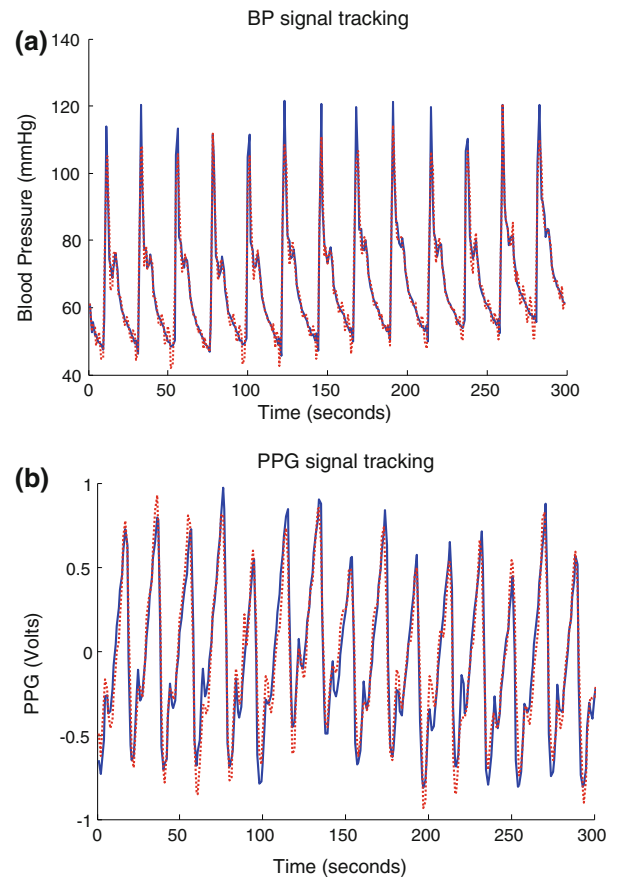 BP signal tracking
(a)
140
120
100
80
60
40
Blood Pressure (mmHg)
0 50 100 150 200 250 300
Time (seconds)
PPG signal tracking
(b)
1
0.5
0
-0.5
-1
PPG (Volts)
0 50 100 150 200 250 300
Time (seconds)